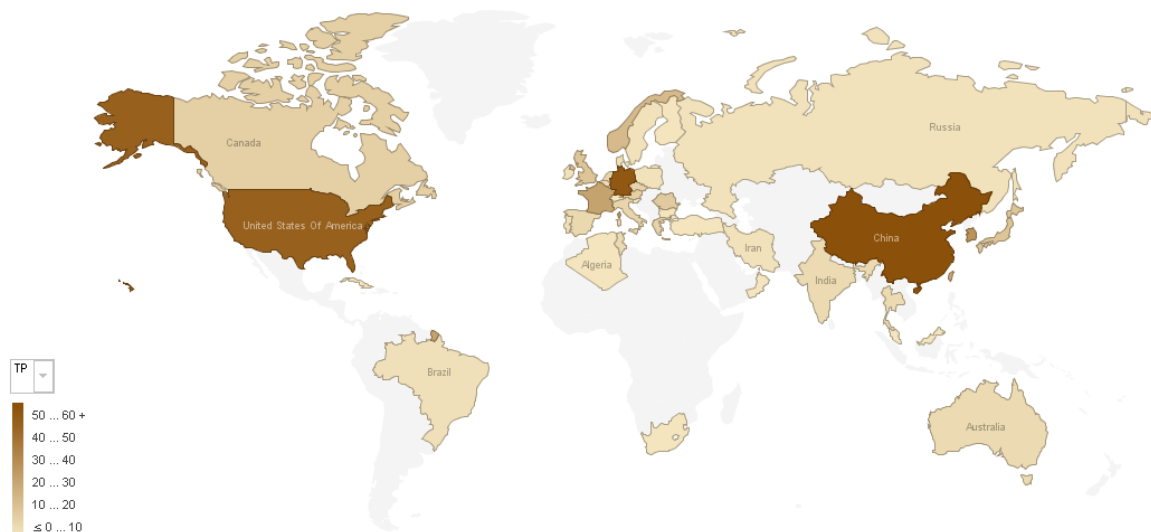 Canada
Russia
United States Of America
China
Iran
Algeria
India
Brazil
TP
Australia
50 ... 60 +
40 ... 50
30 ... 40
20 ... 30
10 ... 20
≤ 0 ... 10